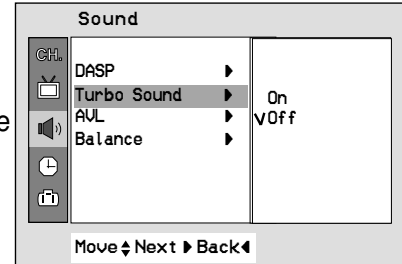 Sound
CH.
DASP
Turbo Sound
AVL
Balance
On
√Off
e
Move Next Back